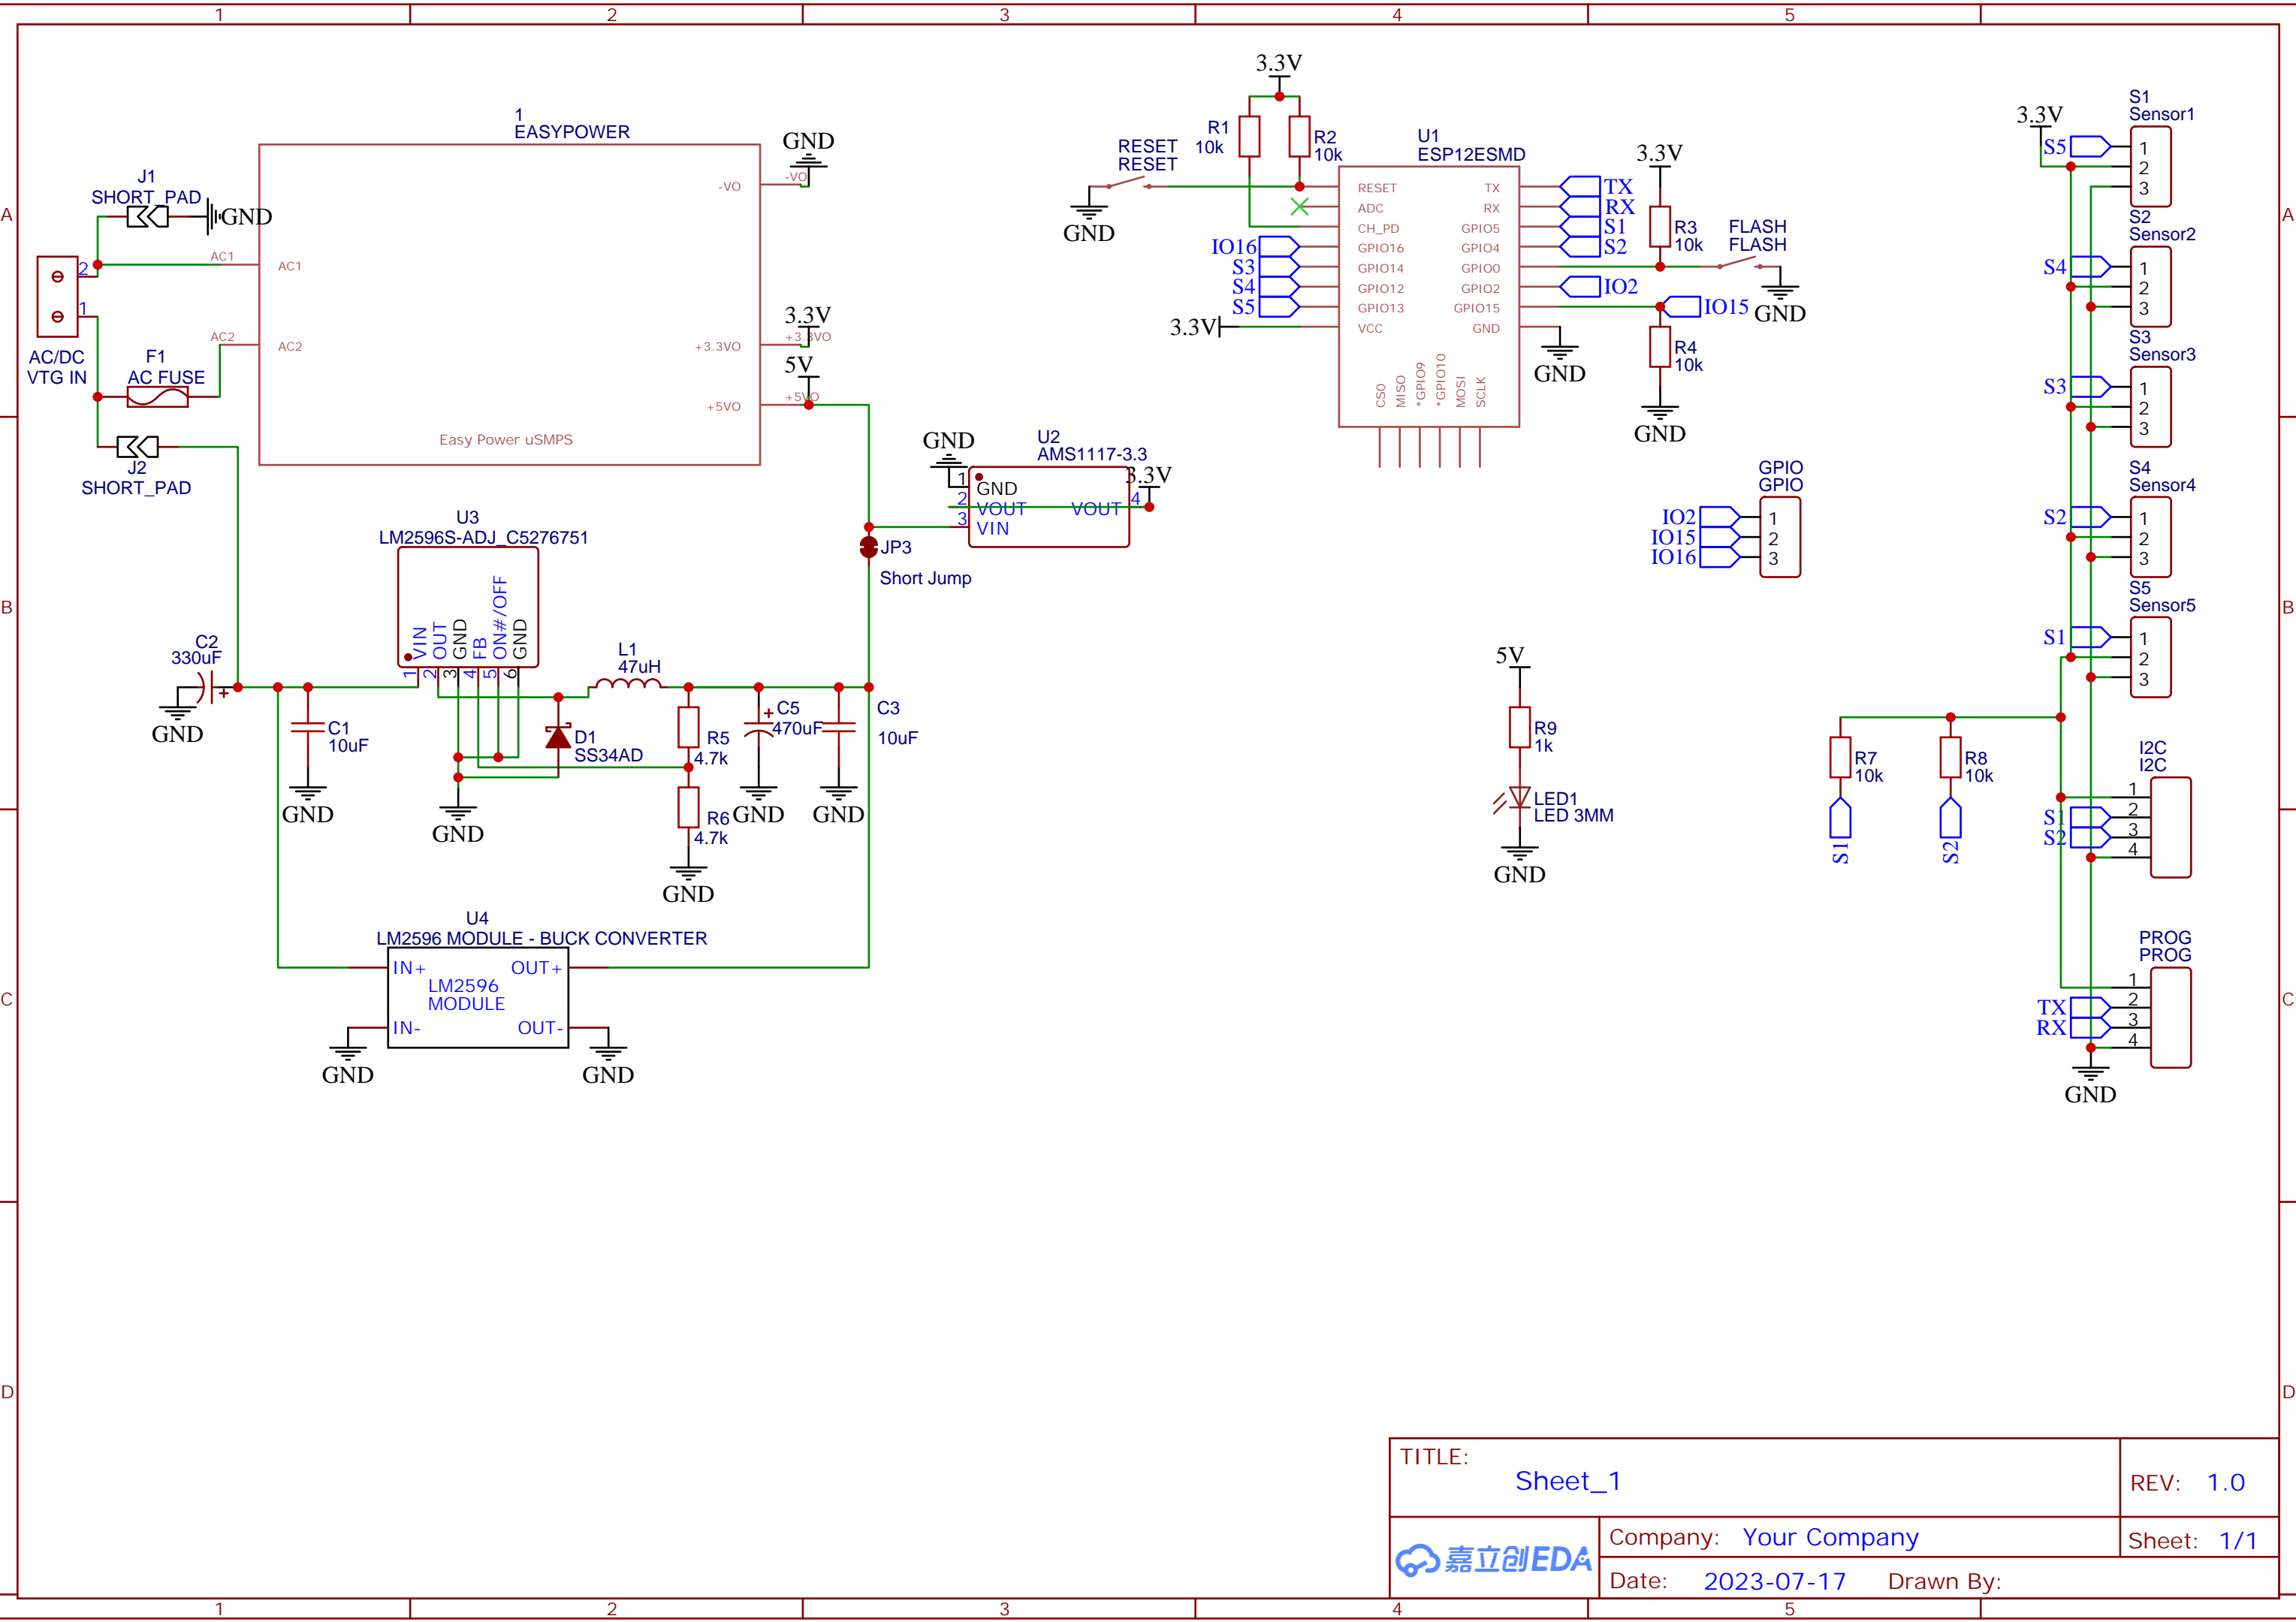 1
2
3
4
5
A
B
C
D
A
B
C
D
1
2
3
4
5
1
EASYPOWER
AC1
AC1
AC2
AC2
-VO
-VO
GND
+3.3VO
+3.3VO
3.3V
+5VO
+5VO
5V
Easy Power uSMPS
J1
SHORT_PAD
GND
2
1
AC/DC
VTG IN
F1
AC FUSE
J2
SHORT_PAD
U3
LM2596S-ADJ_C5276751
VIN
OUT
GND
FB
ON#/OFF
GND
1
2
3
4
5
6
C2
330uF
GND
C1
10uF
GND
GND
D1
SS34AD
L1
47uH
R5
4.7k
R6
4.7k
GND
C5
470uF
GND
C3
10uF
GND
U4
LM2596 MODULE - BUCK CONVERTER
IN+
OUT+
LM2596
MODULE
IN-
OUT-
GND
GND
GND
U2
AMS1117-3.3
3.3V
1
GND
2
VOUT
VOUT
4
3
VIN
JP3
Short Jump
3.3V
R1
10k
R2
10k
RESET
RESET
GND
U1
ESP12ESMD
RESET
ADC
CH_PD
GPIO16
GPIO14
GPIO12
GPIO13
VCC
TX
RX
GPIO5
GPIO4
GPIO0
GPIO2
GPIO15
GND
CS0
MISO
*GPIO9
*GPIO10
MOSI
SCLK
IO16
S3
S4
S5
3.3V
TX
RX
S1
S2
IO2
IO15
GND
3.3V
R3
10k
FLASH
FLASH
GND
R4
10k
GND
GPIO
GPIO
IO2
IO15
IO16
1
2
3
5V
R9
1k
LED1
LED 3MM
GND
3.3V
S1
Sensor1
S5
1
2
3
S2
Sensor2
S4
1
2
3
S3
Sensor3
S3
1
2
3
S4
Sensor4
S2
1
2
3
S5
Sensor5
S1
1
2
3
R7
10k
S1
R8
10k
S2
I2C
I2C
S1
S2
1
2
3
4
PROG
PROG
TX
RX
1
2
3
4
GND
TITLE:
Sheet_1
REV: 1.0
嘉立创EDA
Company: Your Company
Sheet: 1/1
Date: 2023-07-17 Drawn By: